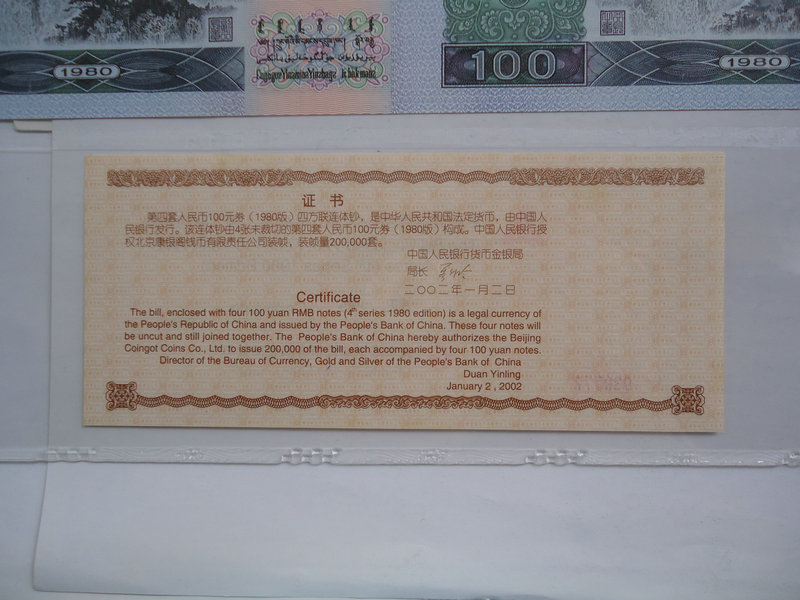 1980
100
1980
证 书
第四套人民币100元券（1980版）四方联连体钞，是中华人民共和国法定货币，由中国人
民银行发行。该连体钞由4张未裁切的第四套人民币100元券（1980版）构成。中国人民银行授
权北京康银阁钱币有限责任公司装帧，装帧量200,000套。
中国人民银行货币金银局
局长
二〇〇二年一月二日
Certificate
The bill, enclosed with four 100 yuan RMB notes (4th series 1980 edition) is a legal currency of
the People's Republic of China and issued by the People's Bank of China. These four notes will
be uncut and still joined together. The People's Bank of China hereby authorizes the Beijing
Coingot Coins Co., Ltd. to issue 200,000 of the bill, each accompanied by four 100 yuan notes.
Director of the Bureau of Currency, Gold and Silver of the People's Bank of China
Duan Yinling
January 2 , 2002